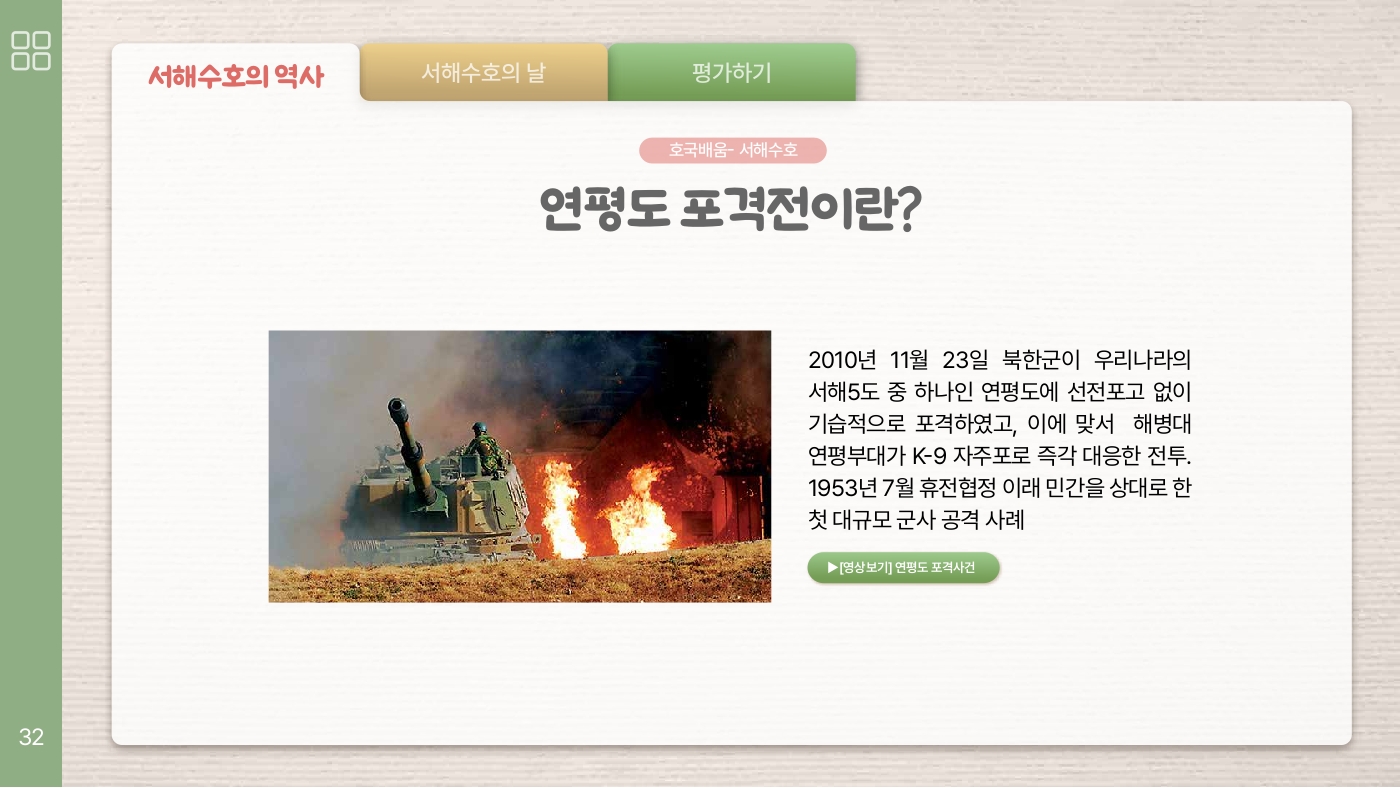 서해수호의 역사
서해수호의 날
평가하기
호국배움- 서해수호
연평도 포격전이란?
2010년 11월 23일 북한군이 우리나라의
서해5도 중 하나인 연평도에 선전포고 없이
기습적으로 포격하였고, 이에 맞서 해병대
연평부대가 K-9 자주포로 즉각 대응한 전투.
1953년 7월 휴전협정 이래 민간을 상대로 한
첫 대규모 군사 공격 사례
▶[영상보기] 연평도 포격사건
32